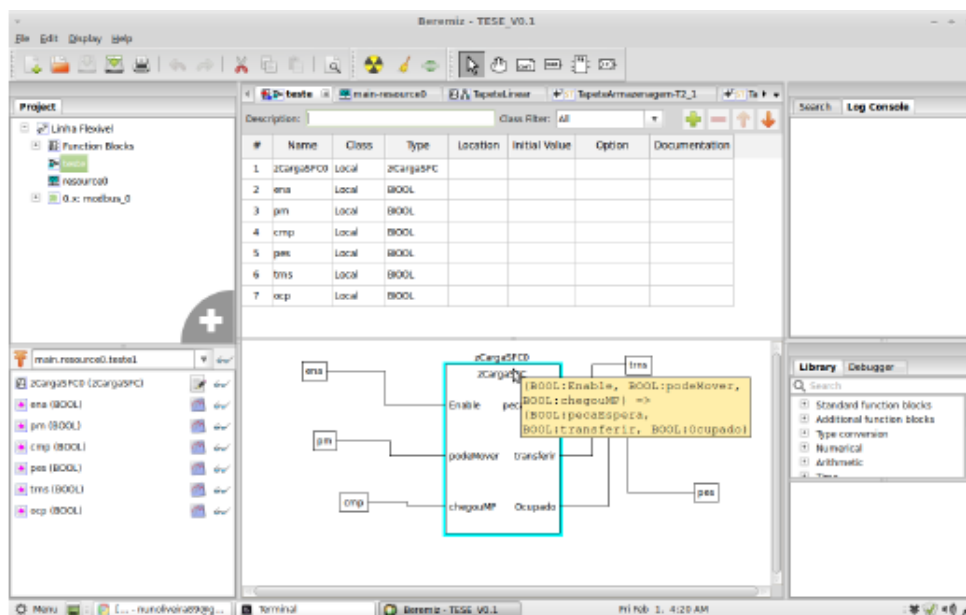 Beremiz - TESE_V0.1
File Edit Display Help
Project
Linha Flexivel
Function Blocks
teste
resource0
0.x: modbus_0
teste
main-resource0
TapeteLinear
TapeteArmazenagem-T2_1
Description:
Class Filter: All
# Name Class Type Location Initial Value Option Documentation
1 zCargaSFC0 Local zCargaSFC
2 ena Local BOOL
3 pm Local BOOL
4 cmp Local BOOL
5 pes Local BOOL
6 trns Local BOOL
7 ocp Local BOOL
Search Log Console
main.resource0.teste1
zCargaSFC0 (zCargaSFC)
ena (BOOL)
pm (BOOL)
cmp (BOOL)
pes (BOOL)
trns (BOOL)
ocp (BOOL)
zCargaSFC0
ena
trns
Enable
(BOOL:Enable, BOOL:podeMover,
BOOL:chegouMP) =>
(BOOL:pecaEspera,
BOOL:transferir, BOOL:Ocupado)
pm
podeMover transferir
cmp
pes
chegouMP Ocupado
Library Debugger
Search
Standard function blocks
Additional function blocks
Type conversion
Numerical
Arithmetic
Time
Menu
Terminal
Beremiz - TESE_V0.1
Fri Feb 1, 4:20 AM